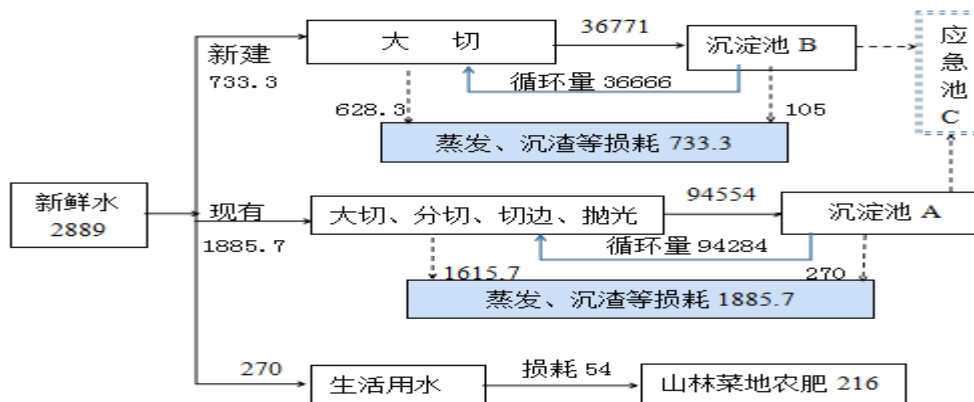 新建
733.3
大 切
36771
沉淀池 B
应急池 C
循环量 36666
628.3
105
蒸发、沉渣等损耗 733.3
新鲜水
2889
现有
1885.7
大切、分切、切边、抛光
94554
沉淀池 A
循环量 94284
1615.7
270
蒸发、沉渣等损耗 1885.7
270
生活用水
损耗 54
山林菜地农肥 216